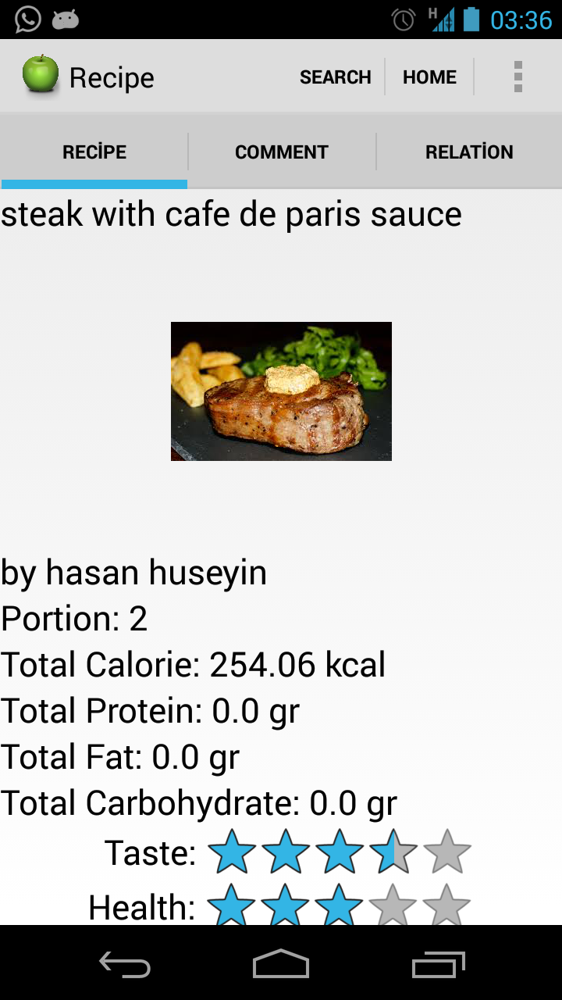 H 03:36
Recipe SEARCH HOME
RECİPE COMMENT RELATİON
steak with cafe de paris sauce
by hasan huseyin
Portion: 2
Total Calorie: 254.06 kcal
Total Protein: 0.0 gr
Total Fat: 0.0 gr
Total Carbohydrate: 0.0 gr
Taste:
Health: